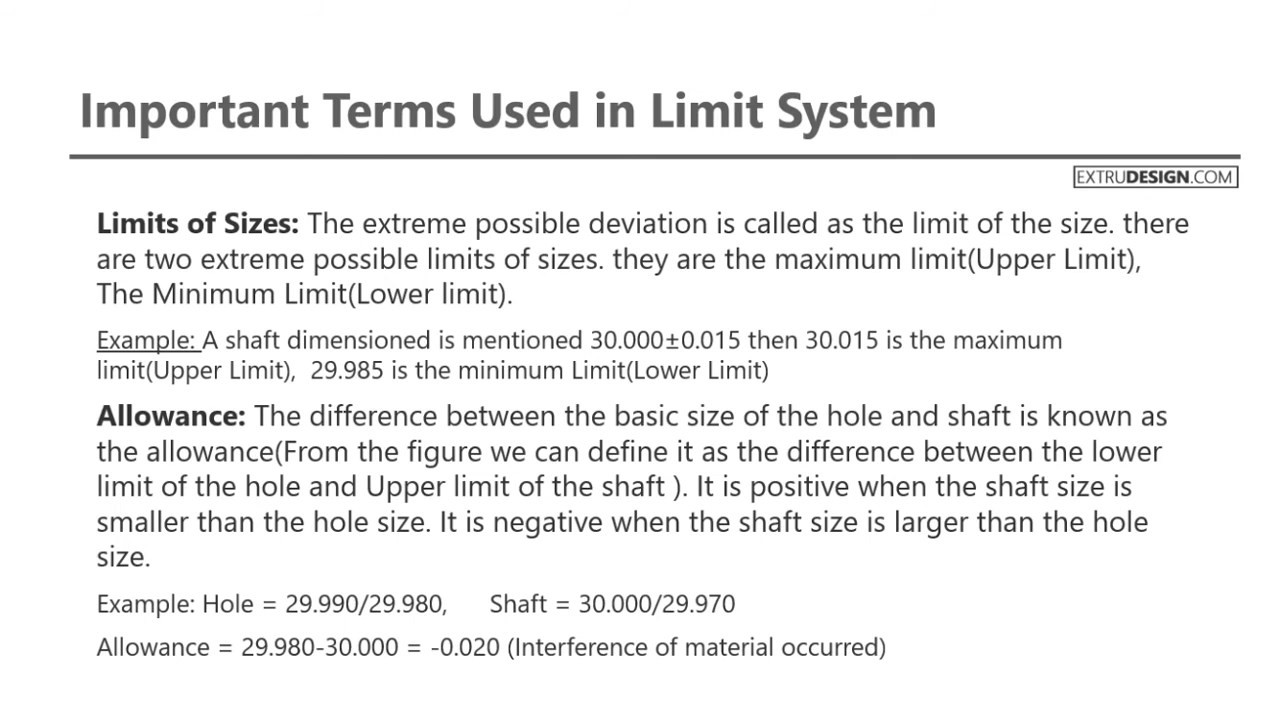 Important Terms Used in Limit System
EXTRUDESIGN.COM
Limits of Sizes: The extreme possible deviation is called as the limit of the size. there
are two extreme possible limits of sizes. they are the maximum limit(Upper Limit),
The Minimum Limit(Lower limit).
Example: A shaft dimensioned is mentioned 30.000±0.015 then 30.015 is the maximum
limit(Upper Limit),  29.985 is the minimum Limit(Lower Limit)
Allowance: The difference between the basic size of the hole and shaft is known as
the allowance(From the figure we can define it as the difference between the lower
limit of the hole and Upper limit of the shaft ). It is positive when the shaft size is
smaller than the hole size. It is negative when the shaft size is larger than the hole
size.
Example: Hole = 29.990/29.980,      Shaft = 30.000/29.970
Allowance = 29.980-30.000 = -0.020 (Interference of material occurred)